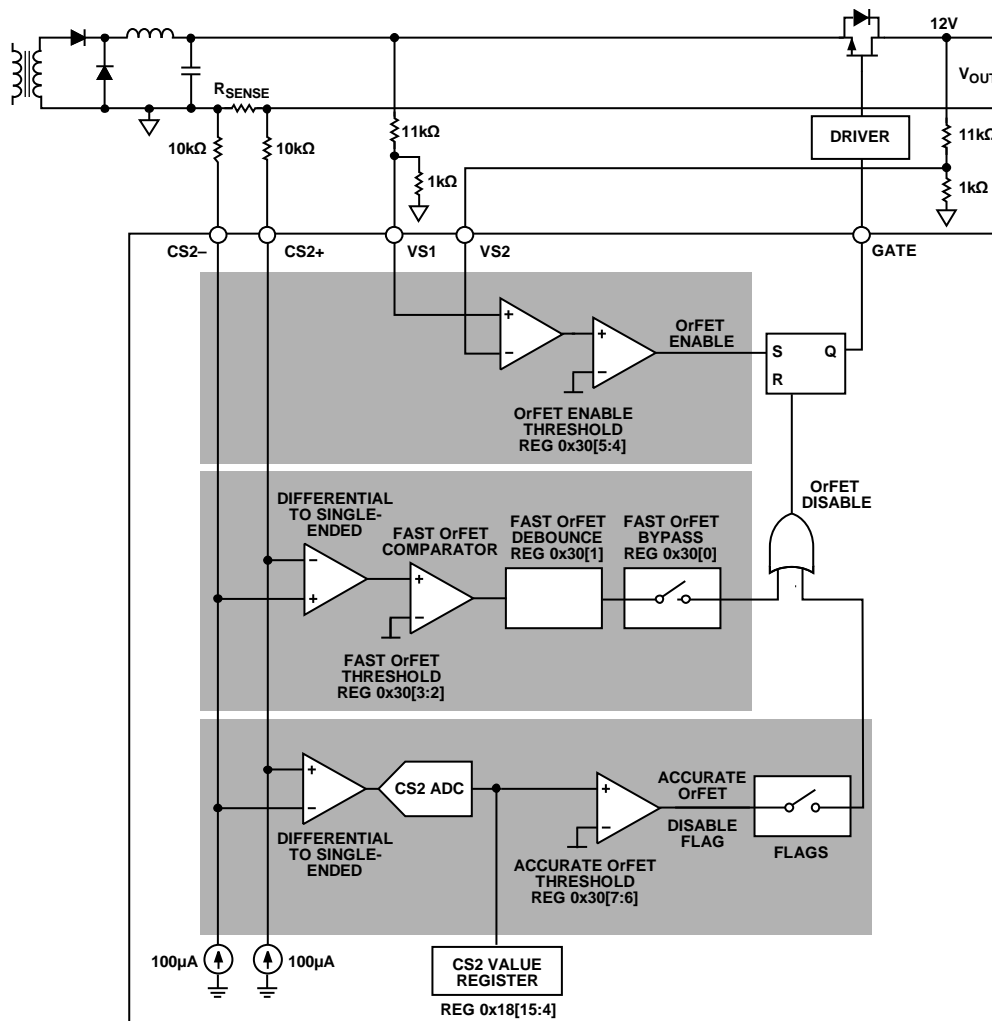 12V
VOUT
RSENSE
10kΩ
10kΩ
11kΩ
1kΩ
DRIVER
11kΩ
1kΩ
CS2–
CS2+
VS1
VS2
GATE
+
–
+
–
OrFET
ENABLE
S Q
R
OrFET ENABLE
THRESHOLD
REG 0x30[5:4]
OrFET
DISABLE
DIFFERENTIAL
TO SINGLE-
ENDED
FAST OrFET
COMPARATOR
FAST OrFET
DEBOUNCE
REG 0x30[1]
FAST OrFET
BYPASS
REG 0x30[0]
–
+
+
–
FAST OrFET
THRESHOLD
REG 0x30[3:2]
+
–
CS2 ADC
DIFFERENTIAL
TO SINGLE-
ENDED
+
–
ACCURATE
OrFET
DISABLE
FLAG
FLAGS
ACCURATE OrFET
THRESHOLD
REG 0x30[7:6]
100µA
100µA
CS2 VALUE
REGISTER
REG 0x18[15:4]